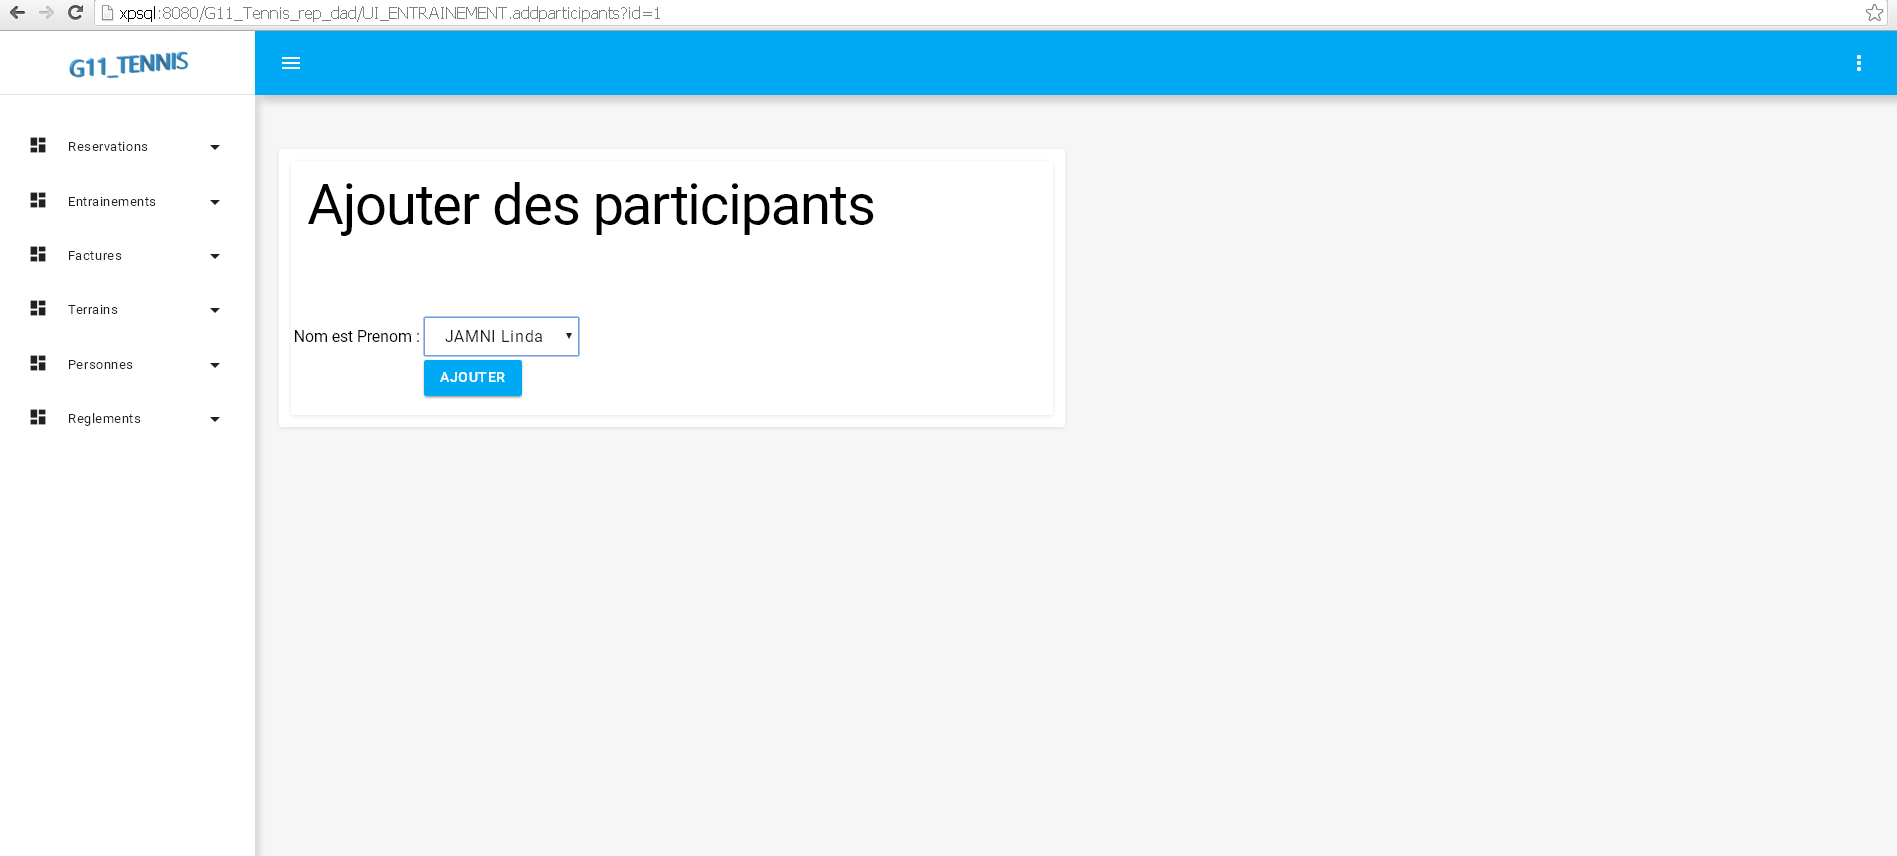 xpsql:8080/G11_Tennis_rep_dad/UI_ENTRAINEMENT.addparticipants?id=1
G11_TENNIS
Reservations
Entrainements
Factures
Terrains
Personnes
Reglements
Ajouter des participants
Nom est Prenom : JAMNI Linda
AJOUTER